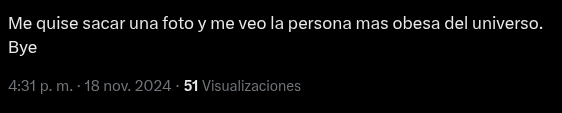 Me quise sacar una foto y me veo la persona mas obesa del universo.
Bye
4:31 p. m. · 18 nov. 2024 · 51 Visualizaciones